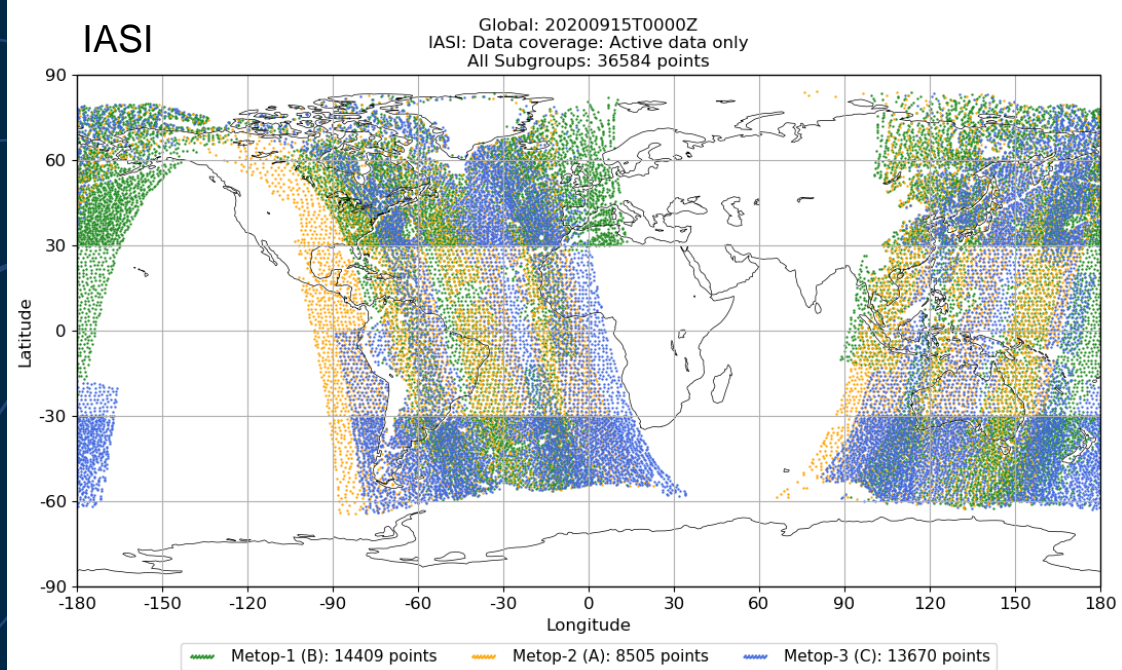 IASI
Global: 20200915T0000Z
IASI: Data coverage: Active data only
All Subgroups: 36584 points
90
60
30
0
-30
-60
-90
Latitude
-180 -150 -120 -90 -60 -30 0 30 60 90 120 150 180
Longitude
Metop-1 (B): 14409 points Metop-2 (A): 8505 points Metop-3 (C): 13670 points